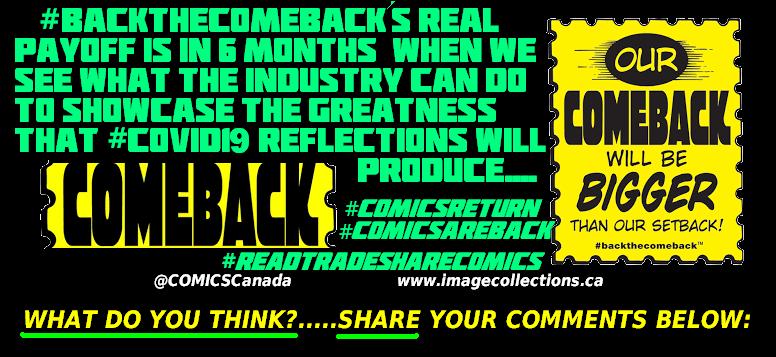 #BACKTHECOMEBACK´S REAL
PAYOFF IS IN 6 MONTHS WHEN WE
SEE WHAT THE INDUSTRY CAN DO
TO SHOWCASE THE GREATNESS
THAT #COVID19 REFLECTIONS WILL
PRODUCE....
COMEBACK
#COMICSRETURN
#COMICSAREBACK
#READTRADESHARECOMICS
@COMICSCanada www.imagecollections.ca
OUR
COMEBACK
WILL BE
BIGGER
THAN OUR SETBACK!
#backthecomeback™
WHAT DO YOU THINK?.....SHARE YOUR COMMENTS BELOW: